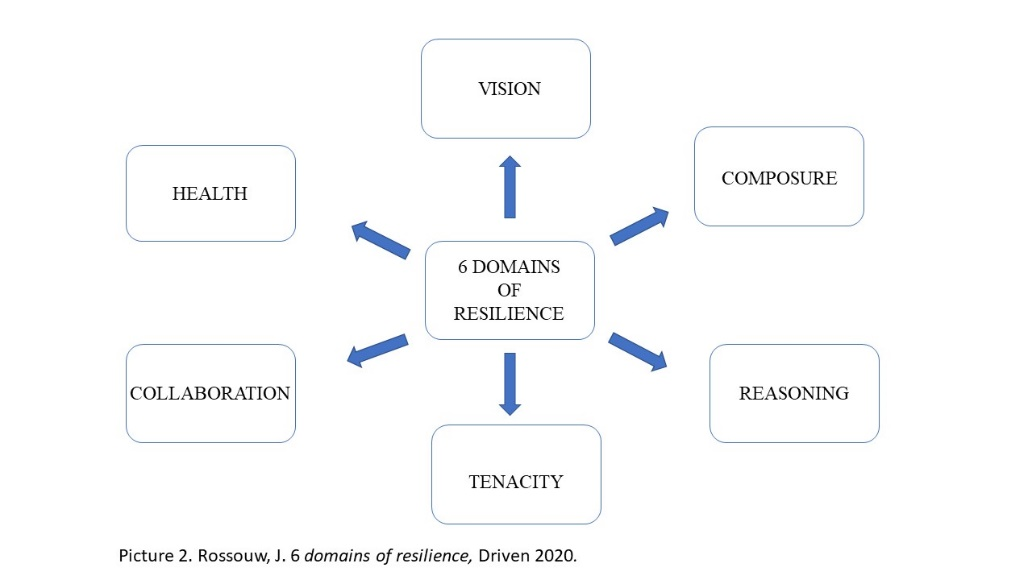 VISION
COMPOSURE
HEALTH
6 DOMAINS
OF
RESILIENCE
COLLABORATION
REASONING
TENACITY
Picture 2. Rossouw, J. 6 domains of resilience, Driven 2020.